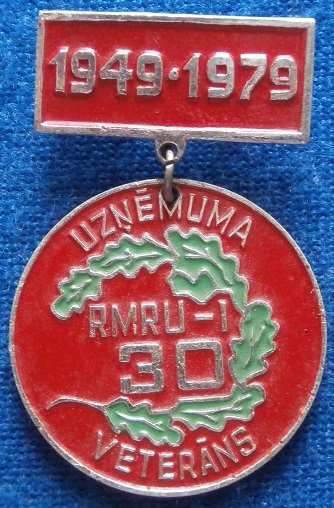 1949·1979
UZŅĒMUMA
RMRU-1
30
VETERĀNS